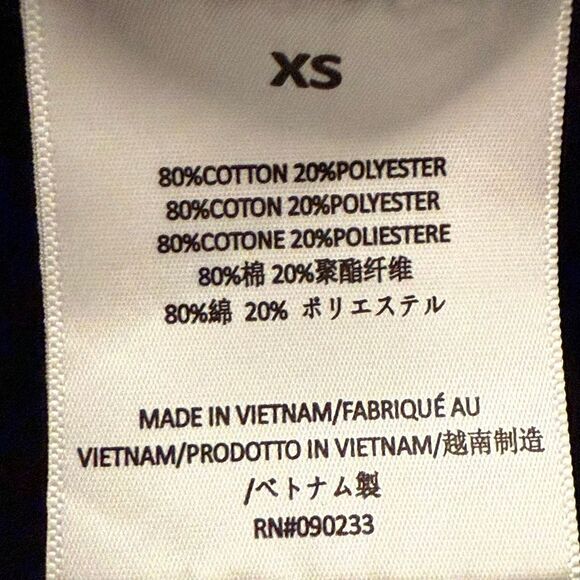 XS
80%COTTON 20%POLYESTER
80%COTON 20%POLYESTER
80%COTONE 20%POLIESTERE
80%棉 20%聚酯纤维
80%綿 20% ポリエステル
MADE IN VIETNAM/FABRIQUÉ AU
VIETNAM/PRODOTTO IN VIETNAM/越南制造
/ベトナム製
RN#090233